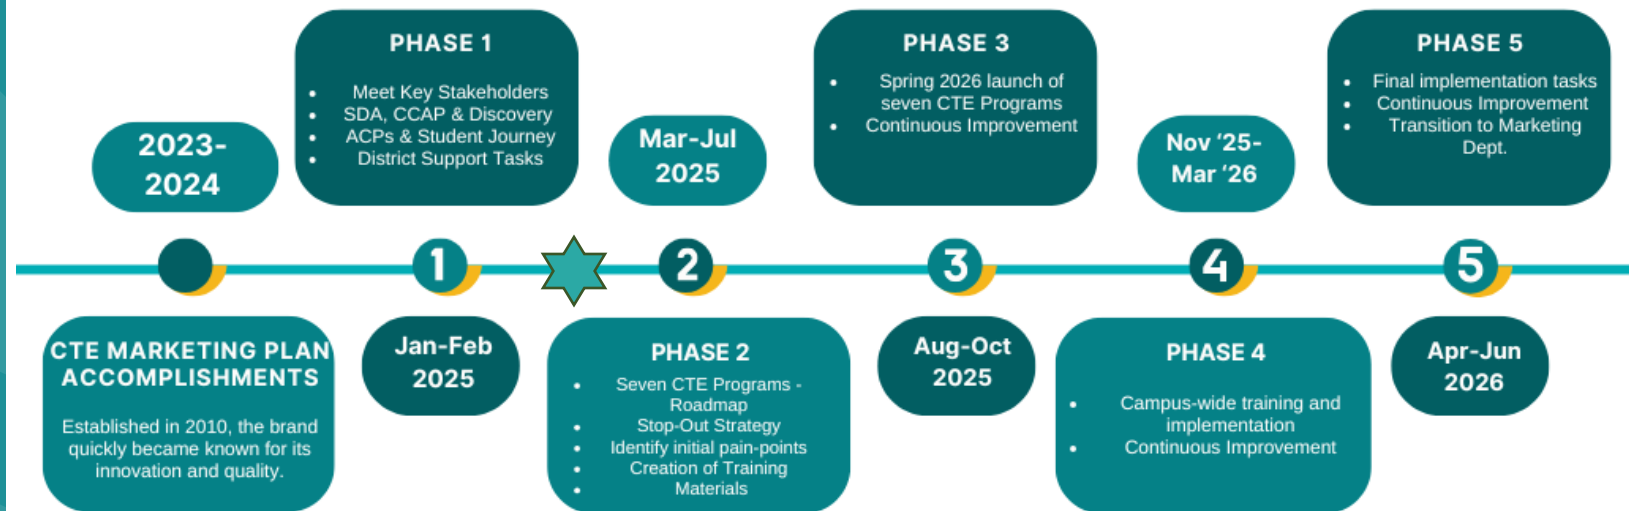 2023-
2024
CTE MARKETING PLAN
ACCOMPLISHMENTS
Established in 2010, the brand
quickly became known for its
innovation and quality.
PHASE 1
• Meet Key Stakeholders
• SDA, CCAP & Discovery
• ACPs & Student Journey
• District Support Tasks
1
Jan-Feb
2025
Mar-Jul
2025
2
PHASE 2
• Seven CTE Programs -
Roadmap
• Stop-Out Strategy
• Identify initial pain-points
• Creation of Training
• Materials
PHASE 3
• Spring 2026 launch of
seven CTE Programs
• Continuous Improvement
3
Aug-Oct
2025
Nov ‘25-
Mar ‘26
4
PHASE 4
• Campus-wide training and
implementation
• Continuous Improvement
PHASE 5
• Final implementation tasks
• Continuous Improvement
• Transition to Marketing
Dept.
5
Apr-Jun
2026